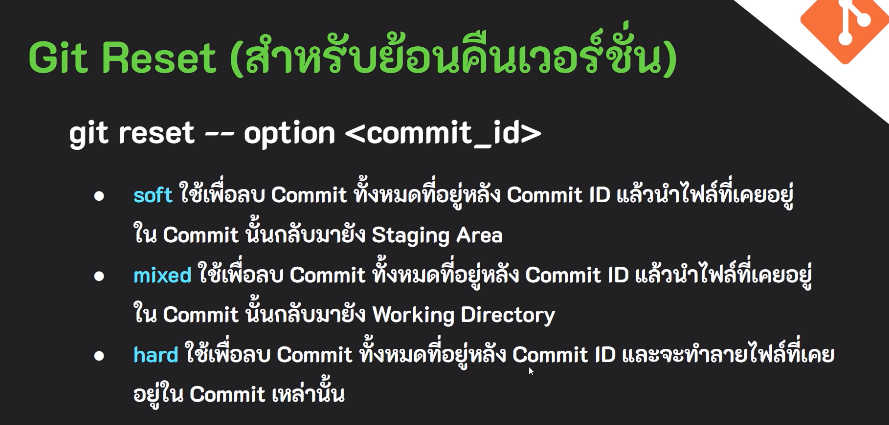 Git Reset (สำหรับย้อนคืนเวอร์ชั่น)
git reset -- option <commit_id>
● soft ใช้เพื่อลบ Commit ทั้งหมดที่อยู่หลัง Commit ID แล้วนำไฟล์ที่เคยอยู่
ใน Commit นั้นกลับมายัง Staging Area
● mixed ใช้เพื่อลบ Commit ทั้งหมดที่อยู่หลัง Commit ID แล้วนำไฟล์ที่เคยอยู่
ใน Commit นั้นกลับมายัง Working Directory
● hard ใช้เพื่อลบ Commit ทั้งหมดที่อยู่หลัง Commit ID และจะทำลายไฟล์ที่เคย
อยู่ใน Commit เหล่านั้น